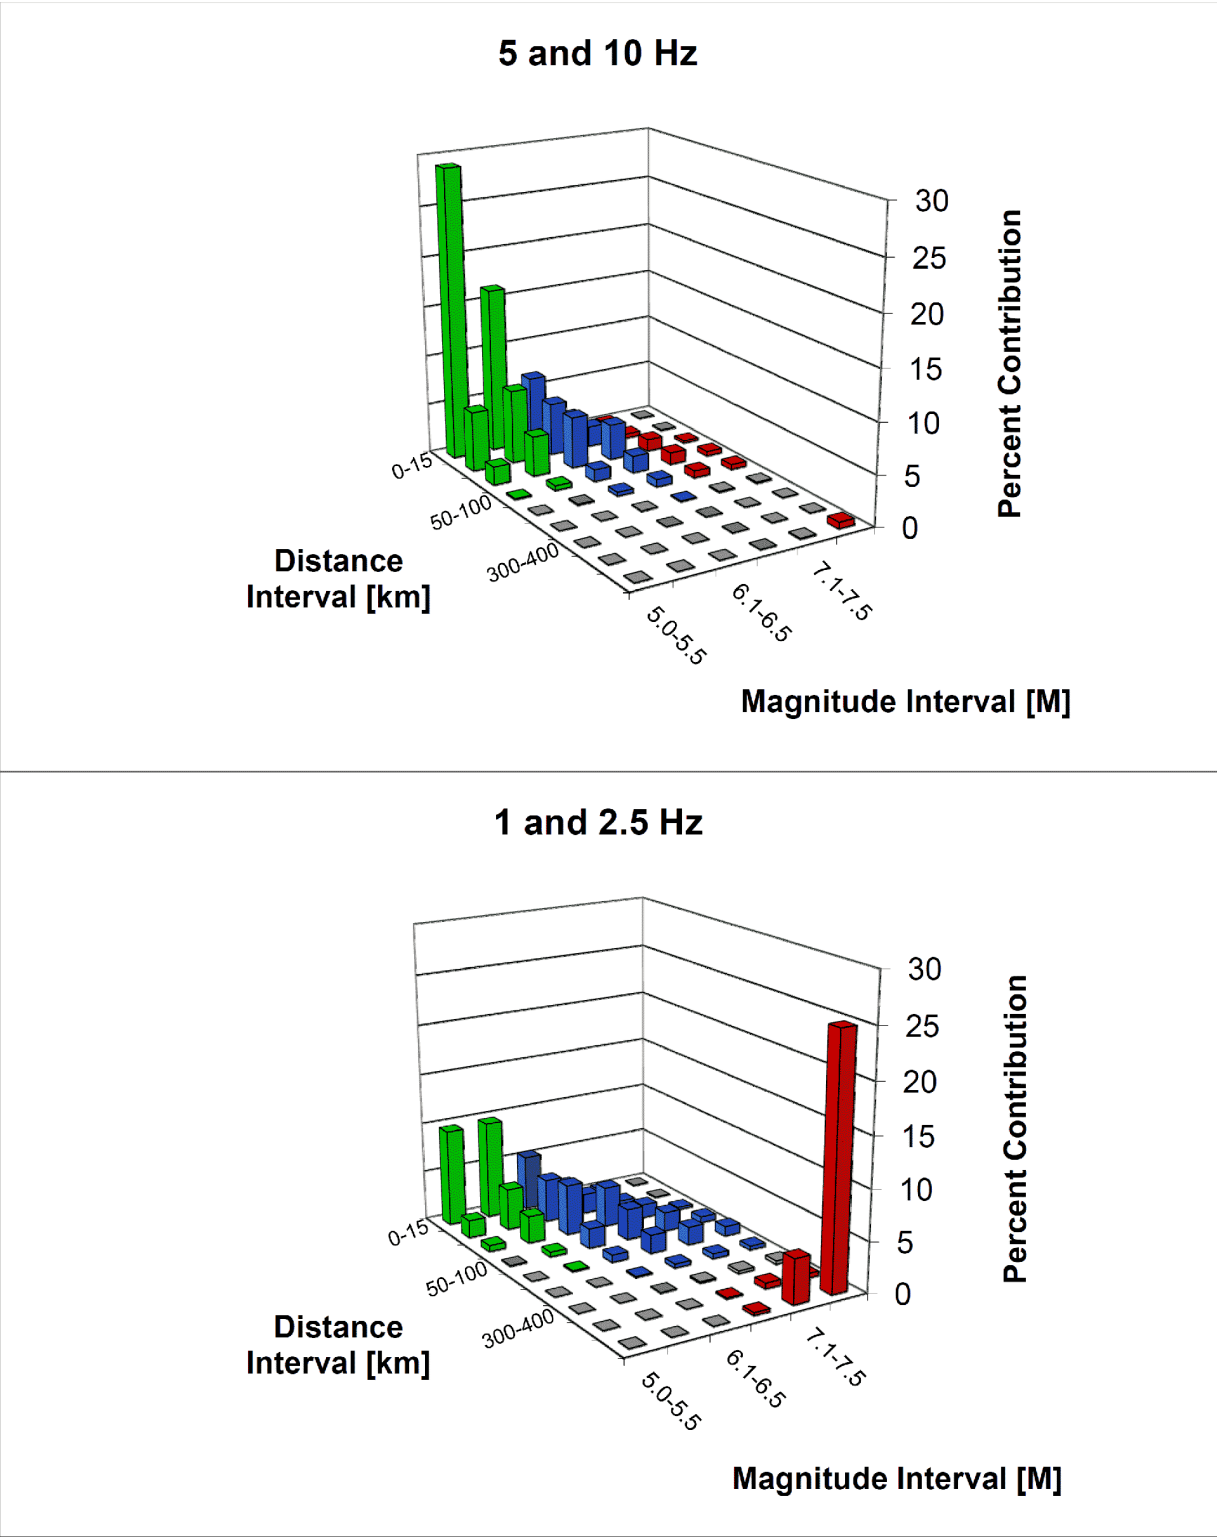 5 and 10 Hz
30
25
20
15
10
5
0
Percent Contribution
0-15
50-100
300-400
Distance
Interval [km]
5.0-5.5
6.1-6.5
7.1-7.5
Magnitude Interval [M]
1 and 2.5 Hz
30
25
20
15
10
5
0
Percent Contribution
0-15
50-100
300-400
Distance
Interval [km]
5.0-5.5
6.1-6.5
7.1-7.5
Magnitude Interval [M]